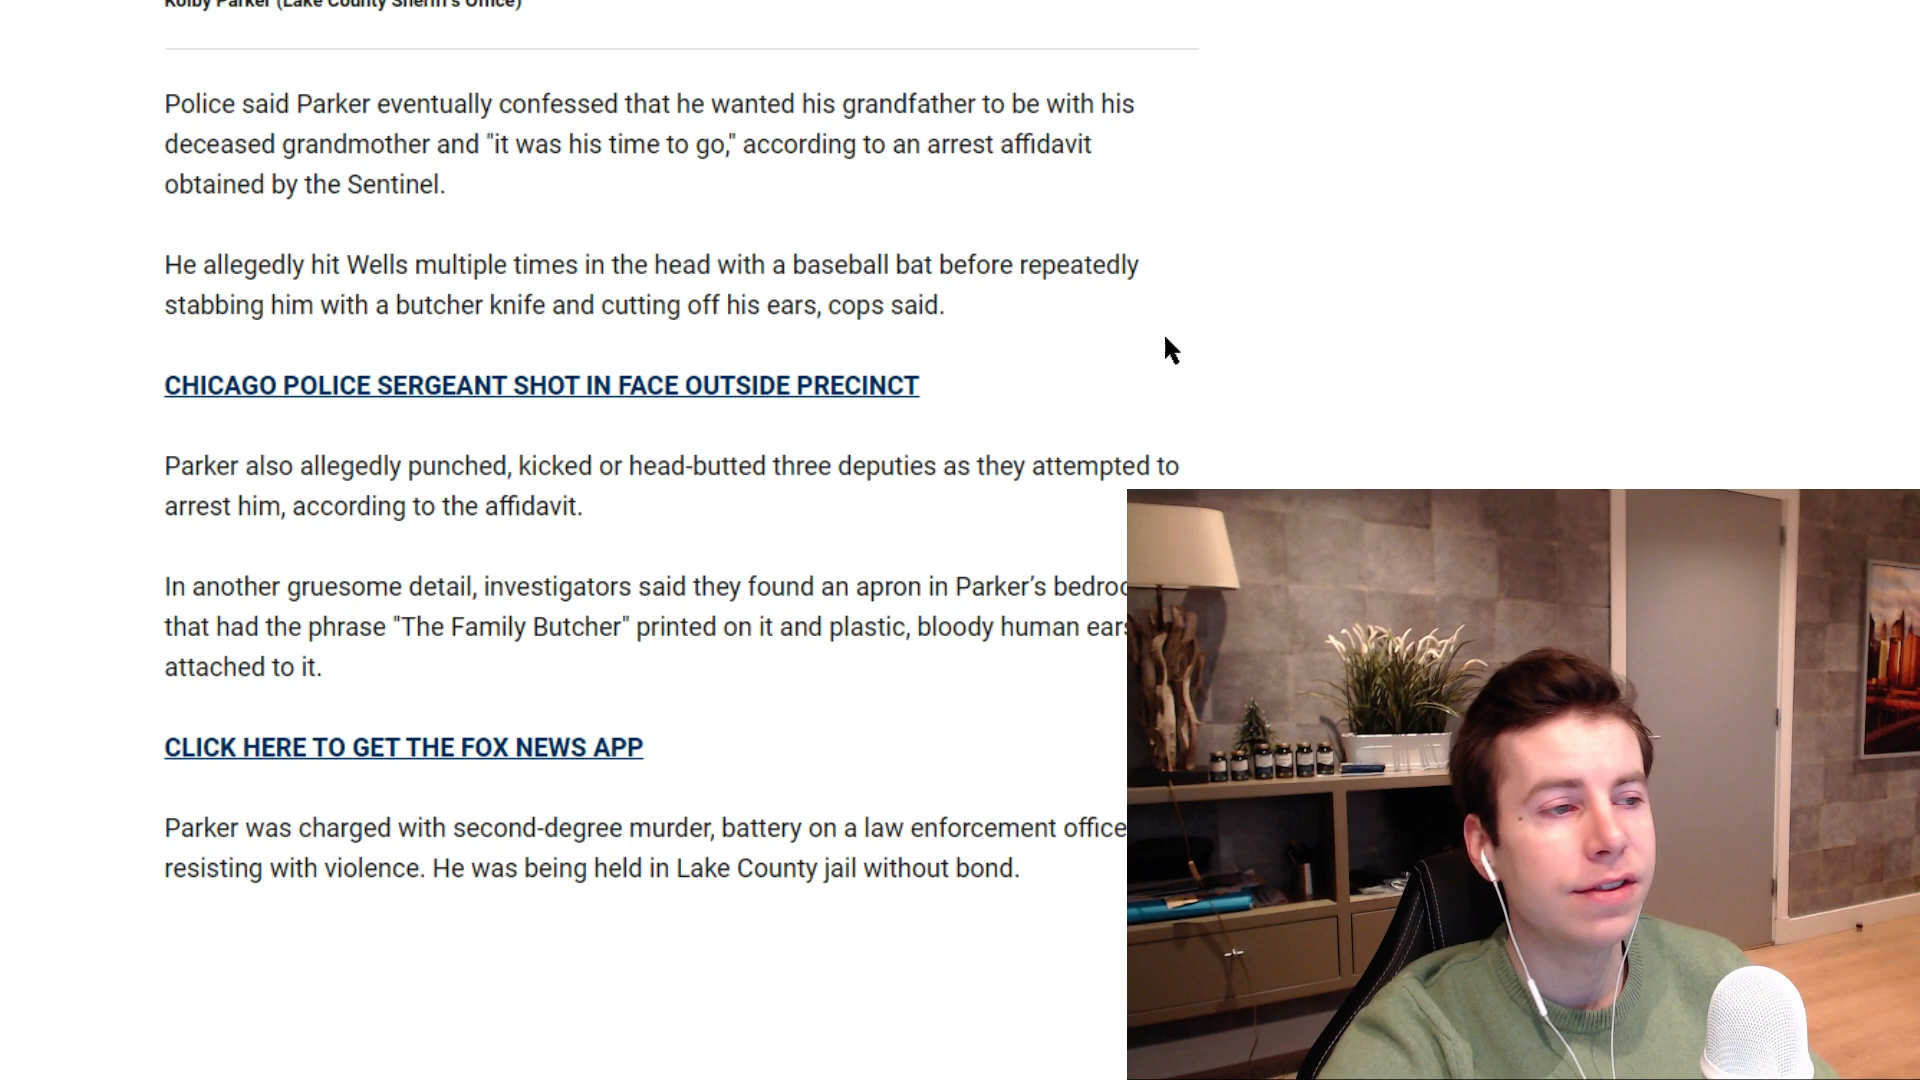 Kolby Parker (Lake County Sheriff's Office)
Police said Parker eventually confessed that he wanted his grandfather to be with his
deceased grandmother and "it was his time to go," according to an arrest affidavit
obtained by the Sentinel.
He allegedly hit Wells multiple times in the head with a baseball bat before repeatedly
stabbing him with a butcher knife and cutting off his ears, cops said.
CHICAGO POLICE SERGEANT SHOT IN FACE OUTSIDE PRECINCT
Parker also allegedly punched, kicked or head-butted three deputies as they attempted to
arrest him, according to the affidavit.
In another gruesome detail, investigators said they found an apron in Parker’s
that had the phrase "The Family Butcher" printed on it and plastic, bloody human ears
attached to it.
CLICK HERE TO GET THE FOX NEWS APP
Parker was charged with second-degree murder, battery on a law enforcement office
resisting with violence. He was being held in Lake County jail without bond.